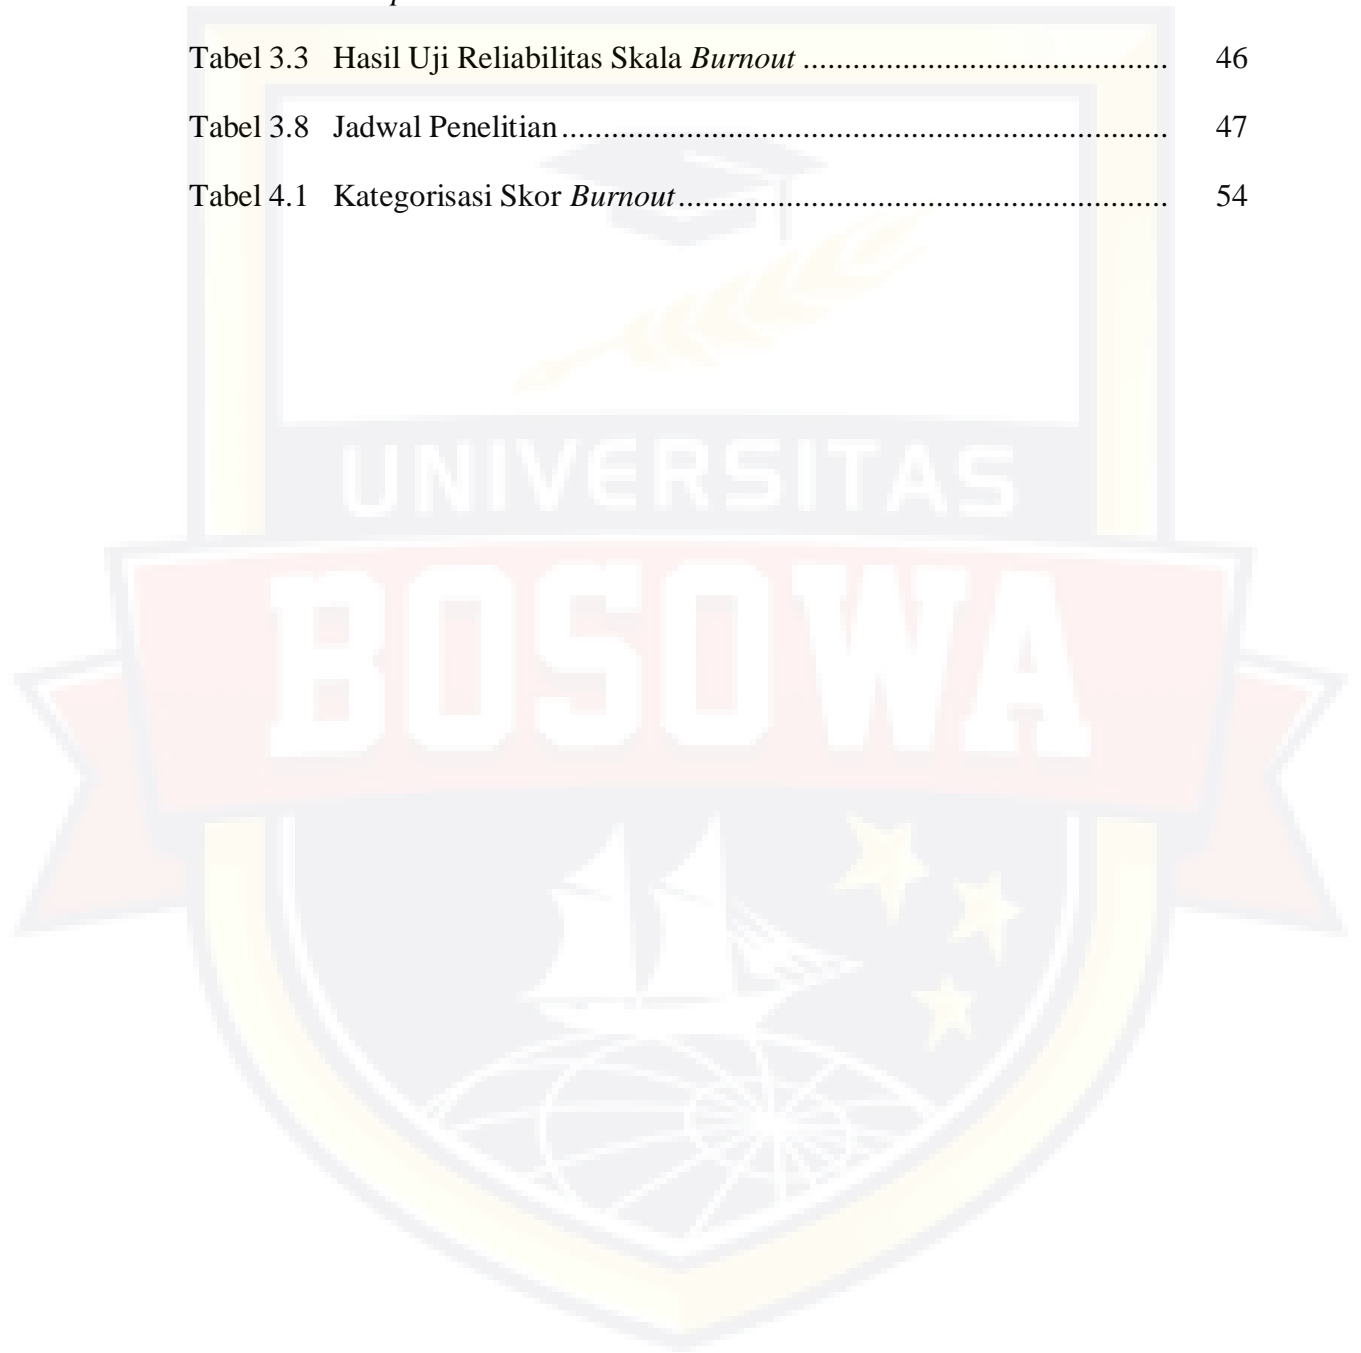 Tabel 3.3 Hasil Uji Reliabilitas Skala Burnout ............................................ 46
Tabel 3.8 Jadwal Penelitian ......................................................................... 47
Tabel 4.1 Kategorisasi Skor Burnout ........................................................... 54
UNIVERSITAS
BOSOWA